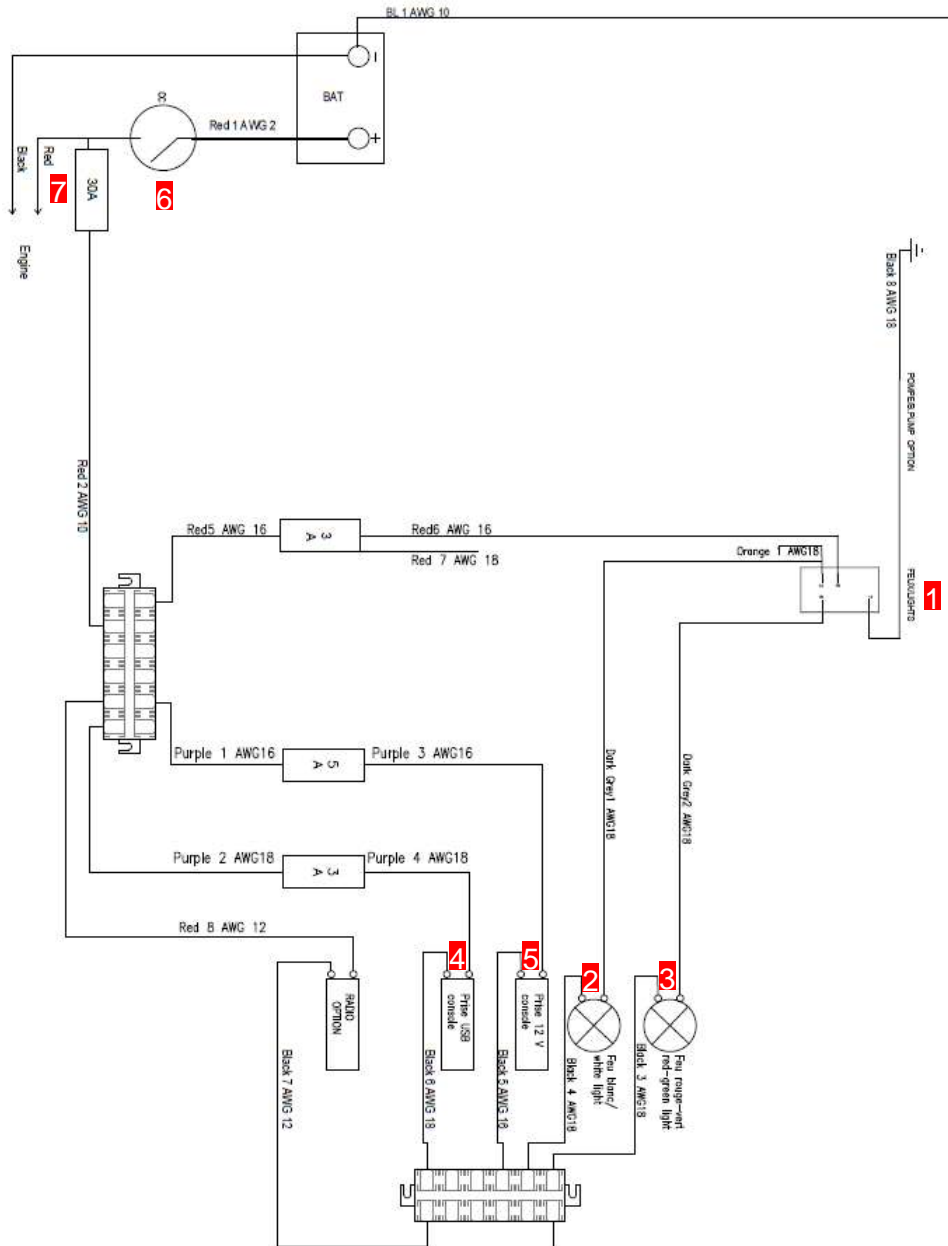 BL 1 AWG 10
BAT
-
+
Red 1 AWG 2
6
7
Black
Red
30A
Engine
Black 8 AWG 18
POMPE/B.PUMP OPTION
FEUX/LIGHTS
1
Red 2 AWG 10
Red5 AWG 16
3
A
Red6 AWG 16
Red 7 AWG 18
Orange 1 AWG18
Purple 1 AWG16
5
A
Purple 3 AWG16
Dark Grey1 AWG18
Dark Grey2 AWG18
Purple 2 AWG18
3
A
Purple 4 AWG18
Red 8 AWG 12
4
5
2
3
RADIO
OPTION
Prise USB
console
Prise 12 V
console
Feu blanc/
white light
Feu rouge-vert
red-green light
Black 7 AWG 12
Black 6 AWG 18
Black 5 AWG 16
Black 4 AWG18
Black 3 AWG18